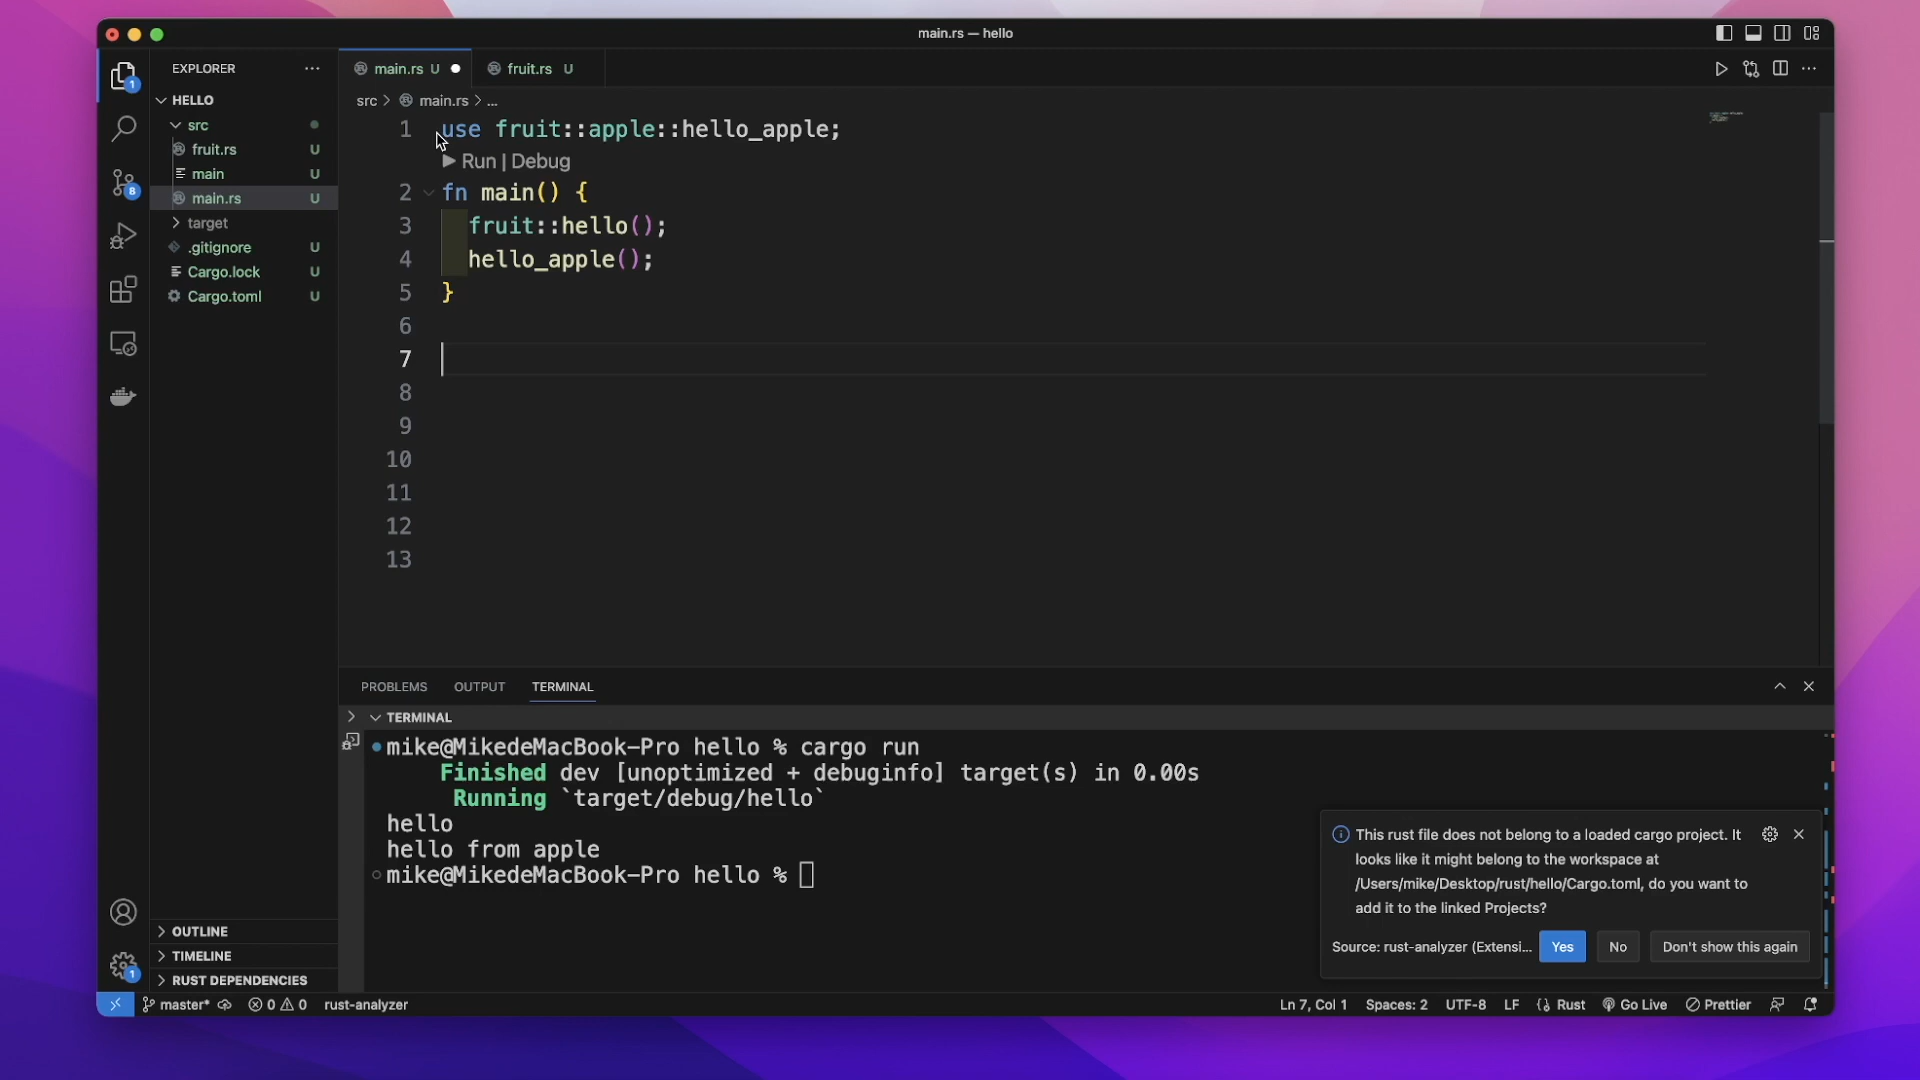 main.rs — hello
EXPLORER
HELLO
src
fruit.rs U
main U
main.rs U
target
.gitignore U
Cargo.lock U
Cargo.toml U
OUTLINE
TIMELINE
RUST DEPENDENCIES
1
8
1
main.rs U
fruit.rs U
src > main.rs > ...
1 use fruit::apple::hello_apple;
Run | Debug
2 fn main() {
3 fruit::hello();
4 hello_apple();
5 }
6
7
8
9
10
11
12
13
PROBLEMS OUTPUT TERMINAL
TERMINAL
mike@MikedeMacBook-Pro hello % cargo run
Finished dev [unoptimized + debuginfo] target(s) in 0.00s
Running `target/debug/hello`
hello
hello from apple
mike@MikedeMacBook-Pro hello %
This rust file does not belong to a loaded cargo project. It
looks like it might belong to the workspace at
/Users/mike/Desktop/rust/hello/Cargo.toml, do you want to
add it to the linked Projects?
Source: rust-analyzer (Extensi... Yes No Don't show this again
master* 0 0 rust-analyzer
Ln 7, Col 1 Spaces: 2 UTF-8 LF {} Rust Go Live Prettier